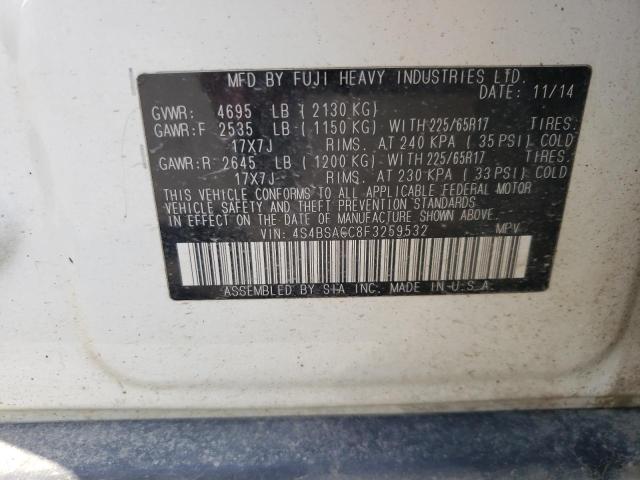 MFD BY FUJI HEAVY INDUSTRIES LTD.
DATE: 11/14
GVWR: 4695 LB (2130 KG)
GAWR:F 2535 LB (1150 KG) WITH 225/65R17 TIRES.
17X7J RIMS. AT 240 KPA (35 PSI) COLD
GAWR:R 2645 LB (1200 KG) WITH 225/65R17 TIRES.
17X7J RIMS. AT 230 KPA (33 PSI) COLD
THIS VEHICLE CONFORMS TO ALL APPLICABLE FEDERAL MOTOR
VEHICLE SAFETY AND THEFT PREVENTION STANDARDS
IN EFFECT ON THE DATE OF MANUFACTURE SHOWN ABOVE.
VIN: 4S4BSACC8F3259532 MPV
ASSEMBLED BY SIA INC. MADE IN U.S.A.